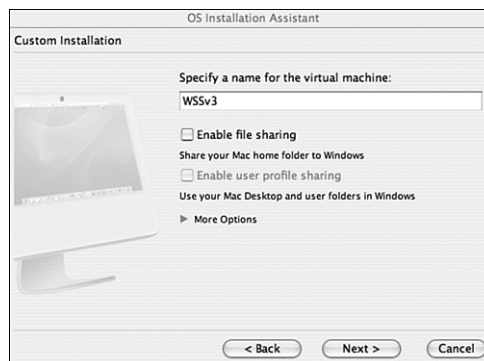 OS Installation Assistant
Custom Installation
Specify a name for the virtual machine:
WSSv3
Enable file sharing
Share your Mac home folder to Windows
Enable user profile sharing
Use your Mac Desktop and user folders in Windows
More Options
< Back Next > Cancel